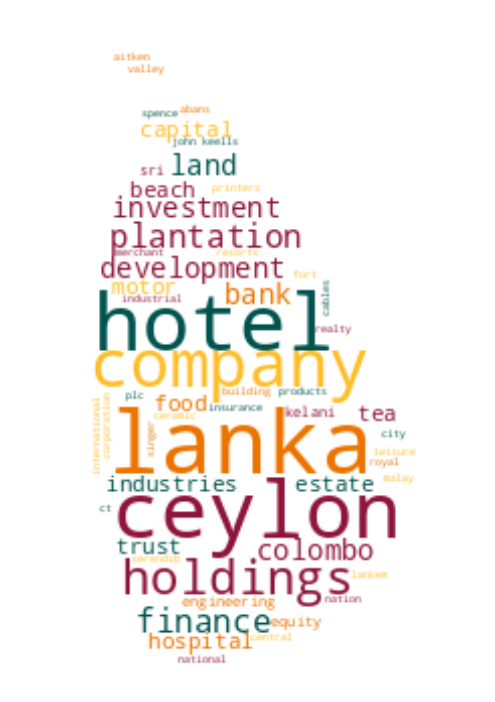 aitken
valley
spence abans
capital
john keells
sri land
beach printers
investment
plantation
merchant resorts
development fort
motor bank cables
industrial
hotel realty
company
building products
plc food insurance
international corporation ceramic kelani tea
singer lanka city
leisure
royal
industries estate malay
ct ceylon
trust colombo
serendib
holdings lankem
engineering nation
finance equity
hospital central
national